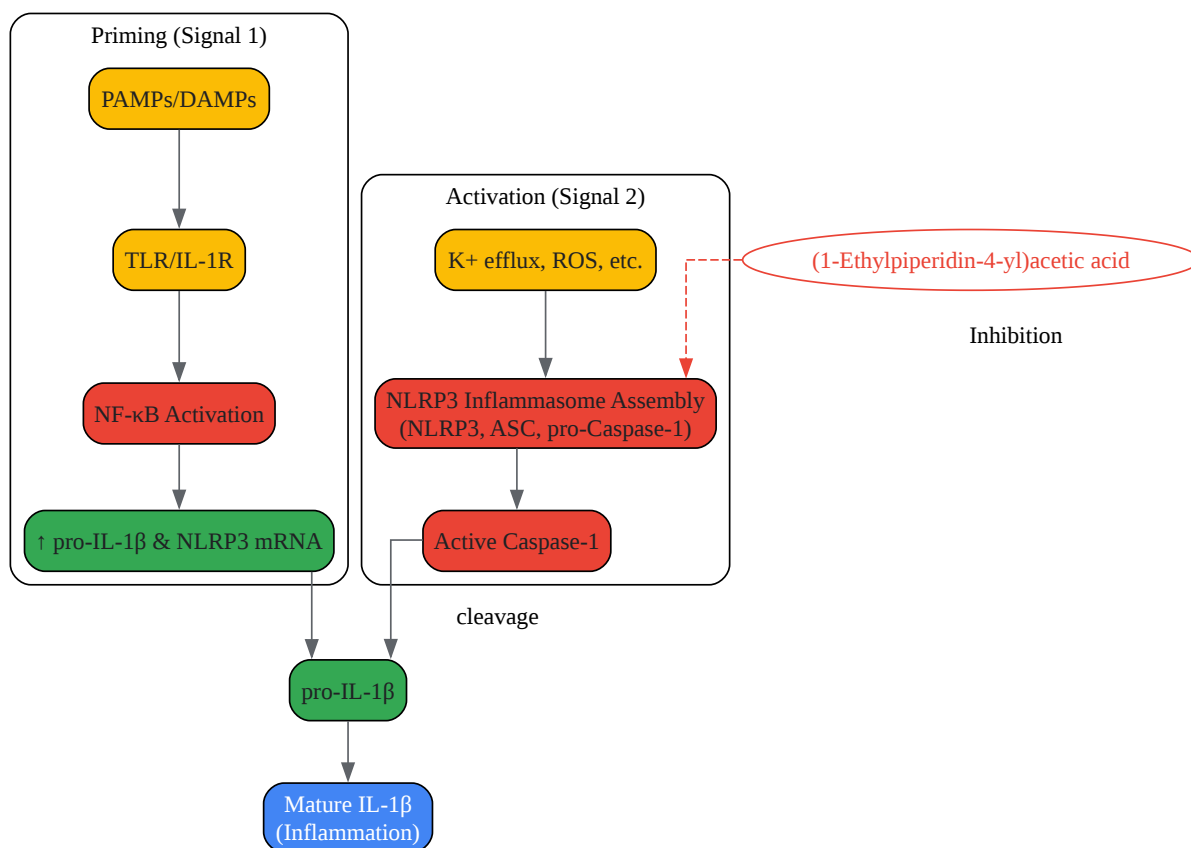 Priming (Signal 1)
PAMPs/DAMPs
TLR/IL-1R
NF-κB Activation
↑ pro-IL-1β & NLRP3 mRNA
Activation (Signal 2)
K+ efflux, ROS, etc.
NLRP3 Inflammasome Assembly
(NLRP3, ASC, pro-Caspase-1)
Active Caspase-1
(1-Ethylpiperidin-4-yl)acetic acid
Inhibition
cleavage
pro-IL-1β
Mature IL-1β
(Inflammation)